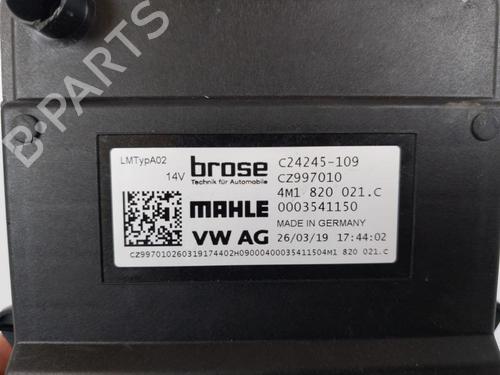 LMTypA02
14V
brose
Technik für Automobile
C24245-109
CZ997010
4M1 820 021.C
MAHLE
0003541150
MADE IN GERMANY
VW AG
26/03/19 17:44:02
CZ99701026031917440​2H09000400035411504M1 820 021.C
B-PARTS